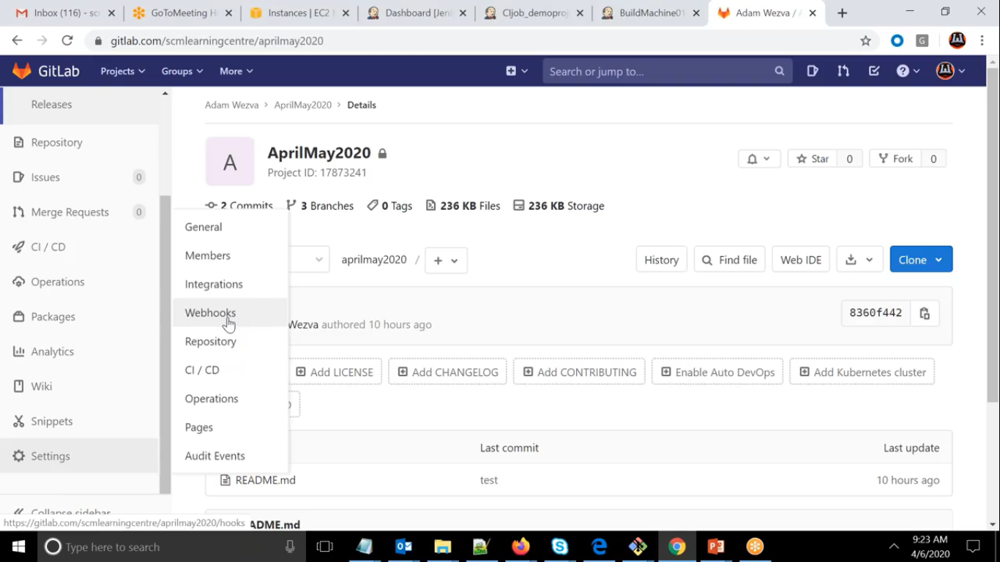 Inbox (116) - sc
GoToMeeting H
Instances | EC2
Dashboard [Jen
CIjob_demoproj
BuildMachine01
Adam Wezva / A
gitlab.com/scmlearningcentre/aprilmay2020
GitLab
Projects
Groups
More
Search or jump to...
Releases
Repository
Issues
0
Merge Requests
0
CI / CD
Operations
Packages
Analytics
Wiki
Snippets
Settings
Collapse sidebar
General
Members
Integrations
Webhooks
Repository
CI / CD
Operations
Pages
Audit Events
Adam Wezva > AprilMay2020 > Details
A
AprilMay2020
Project ID: 17873241
Star 0
Fork 0
2 Commits 3 Branches 0 Tags 236 KB Files 236 KB Storage
aprilmay2020 / +
History
Find file
Web IDE
Clone
Wezva authored 10 hours ago
8360f442
Add LICENSE
Add CHANGELOG
Add CONTRIBUTING
Enable Auto DevOps
Add Kubernetes cluster
Last commit
Last update
README.md
test
10 hours ago
ADME.md
https://gitlab.com/scmlearningcentre/aprilmay2020/hooks
Type here to search
9:23 AM
4/6/2020